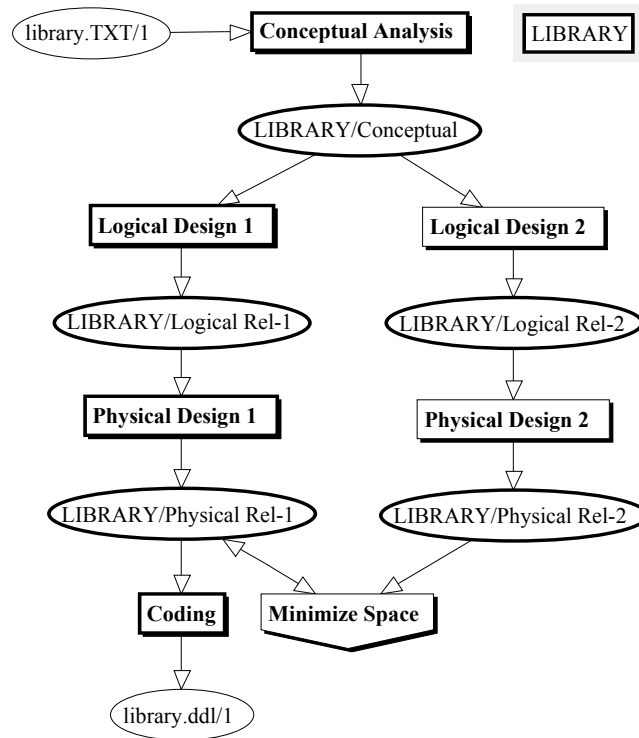 library.TXT/1
Conceptual Analysis
LIBRARY
LIBRARY/Conceptual
Logical Design 1
Logical Design 2
LIBRARY/Logical Rel-1
LIBRARY/Logical Rel-2
Physical Design 1
Physical Design 2
LIBRARY/Physical Rel-1
LIBRARY/Physical Rel-2
Coding
Minimize Space
library.ddl/1